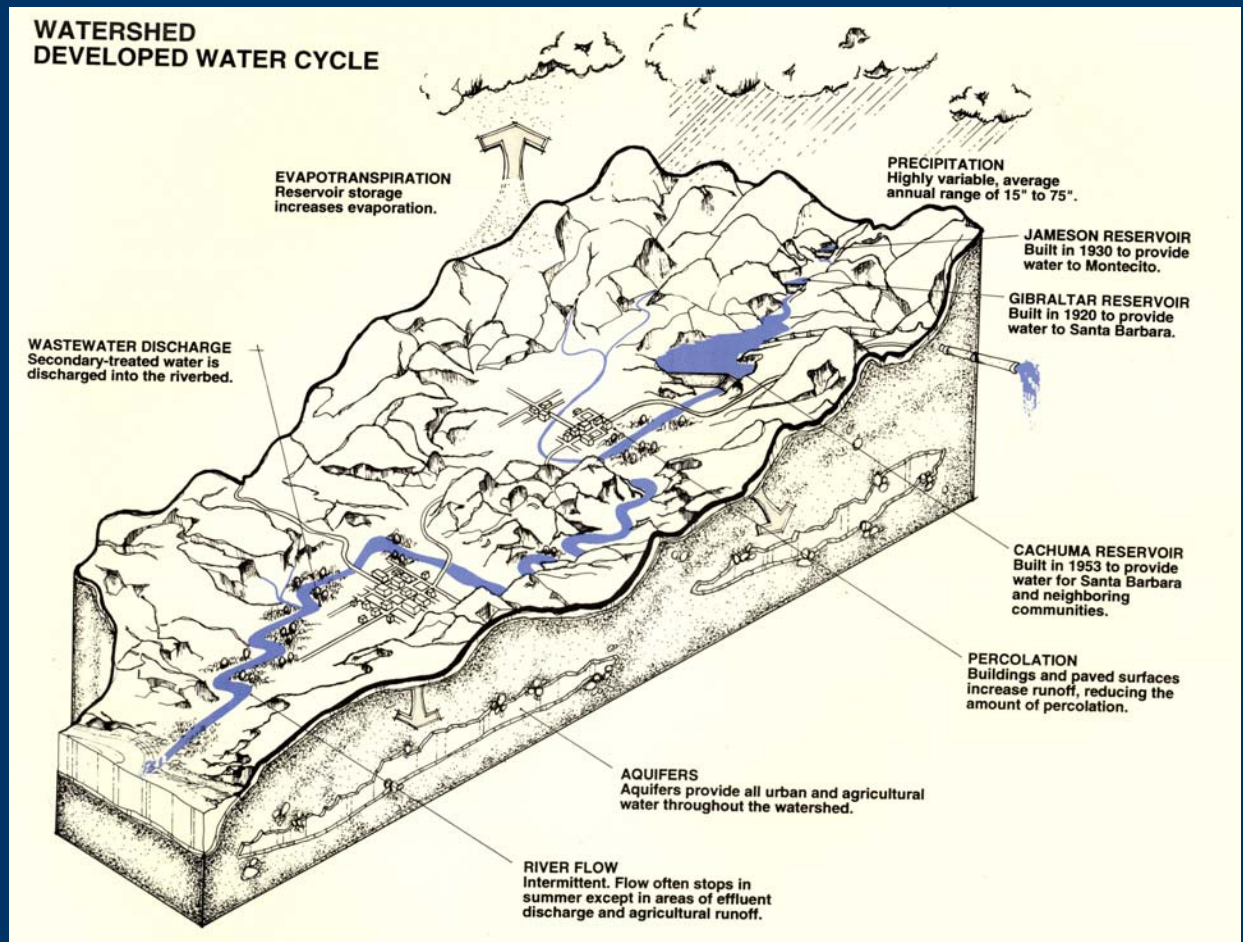 WATERSHED
DEVELOPED WATER CYCLE
EVAPOTRANSPIRATION
Reservoir storage
increases evaporation.
PRECIPITATION
Highly variable, average
annual range of 15" to 75".
JAMESON RESERVOIR
Built in 1930 to provide
water to Montecito.
GIBRALTAR RESERVOIR
Built in 1920 to provide
water to Santa Barbara.
WASTEWATER DISCHARGE
Secondary-treated water is
discharged into the riverbed.
CACHUMA RESERVOIR
Built in 1953 to provide
water for Santa Barbara
and neighboring
communities.
PERCOLATION
Buildings and paved surfaces
increase runoff, reducing the
amount of percolation.
AQUIFERS
Aquifers provide all urban and agricultural
water throughout the watershed.
RIVER FLOW
Intermittent. Flow often stops in
summer except in areas of effluent
discharge and agricultural runoff.